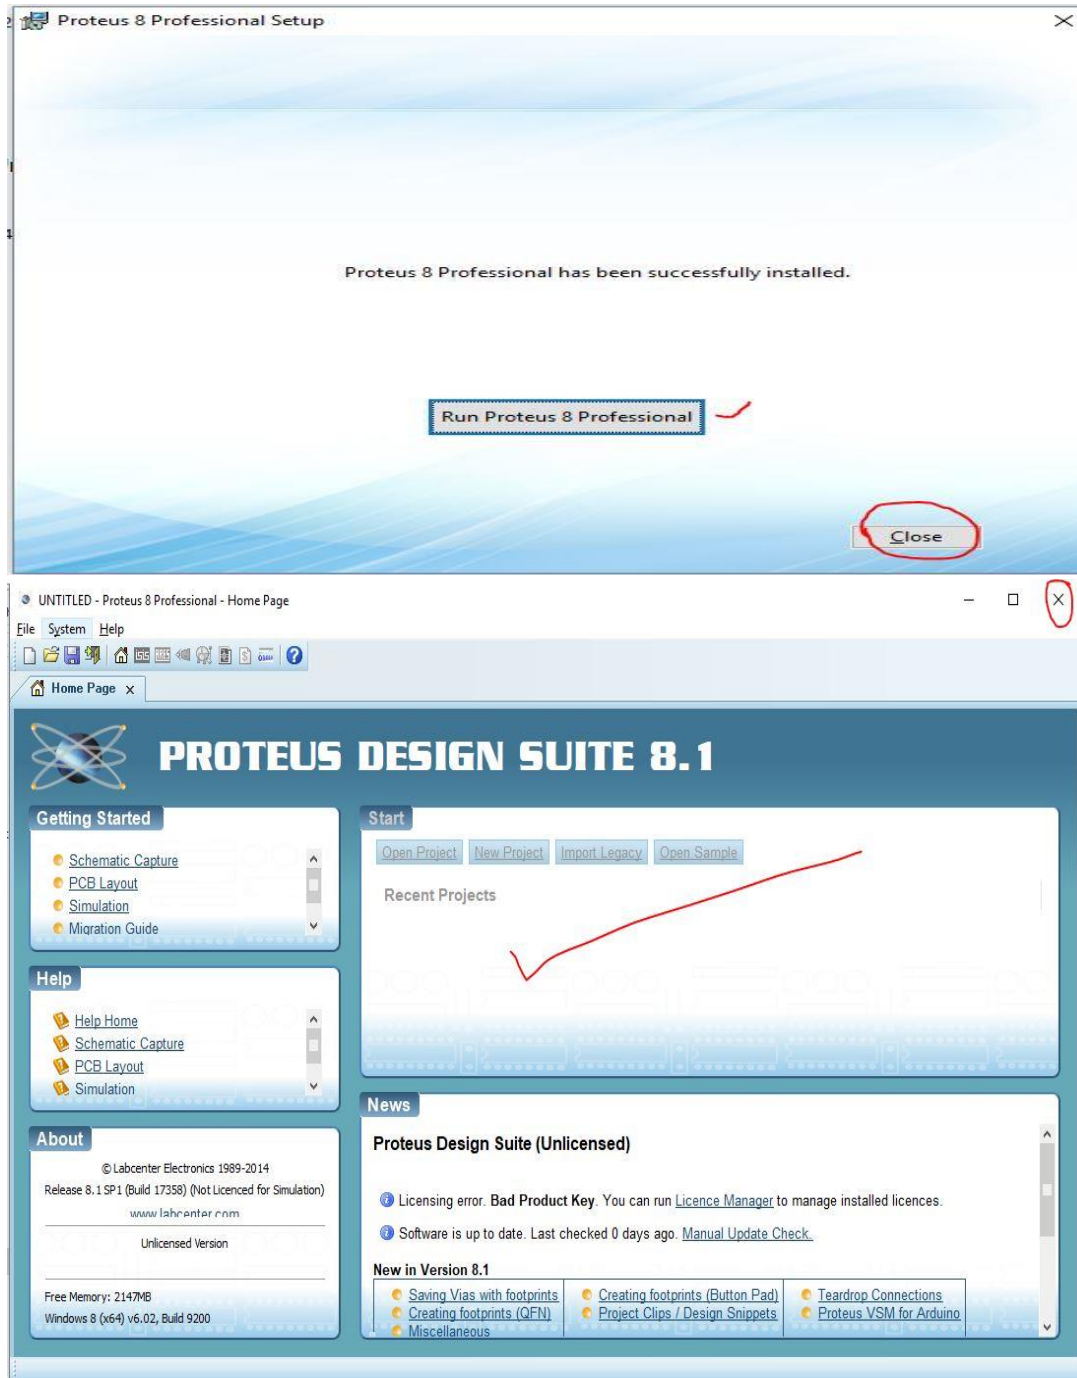 Proteus 8 Professional Setup
Proteus 8 Professional has been successfully installed.
Run Proteus 8 Professional
Close
UNTITLED - Proteus 8 Professional - Home Page
File System Help
Home Page x
PROTEUS DESIGN SUITE 8.1
Getting Started
Schematic Capture
PCB Layout
Simulation
Migration Guide
Start
Open Project New Project Import Legacy Open Sample
Recent Projects
Help
Help Home
Schematic Capture
PCB Layout
Simulation
About
© Labcenter Electronics 1989-2014
Release 8.1 SP1 (Build 17358) (Not Licenced for Simulation)
www.labcenter.com
Unlicensed Version
Free Memory: 2147MB
Windows 8 (x64) v6.02, Build 9200
News
Proteus Design Suite (Unlicensed)
Licensing error. Bad Product Key. You can run Licence Manager to manage installed licences.
Software is up to date. Last checked 0 days ago. Manual Update Check.
New in Version 8.1
Saving Vias with footprints
Creating footprints (QFN)
Miscellaneous
Creating footprints (Button Pad)
Project Clips / Design Snippets
Teardrop Connections
Proteus VSM for Arduino